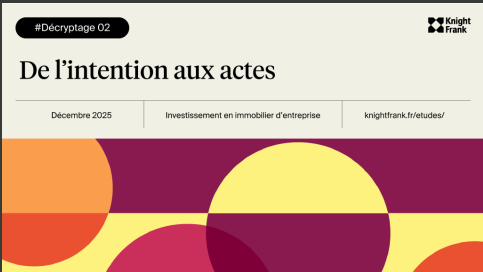 #Décryptage 02
Knight
Frank
De l'intention aux actes
Décembre 2025
Investissement en immobilier d'entreprise
knightfrank.fr/etudes/